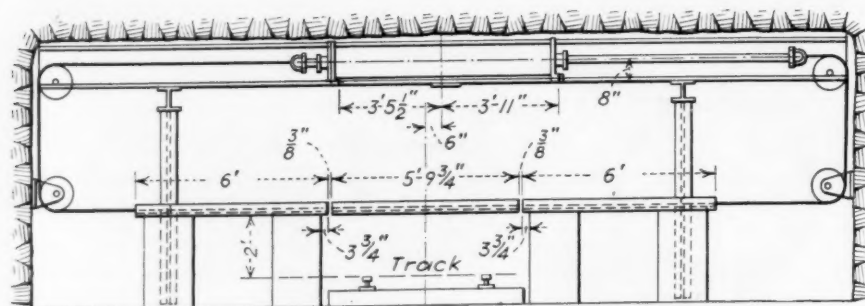 3'-5½" 3'-11" 8"
6"
⅜" ⅜"
6' 5'-9¾" 6'
2' 3¾" 3¾"
Track